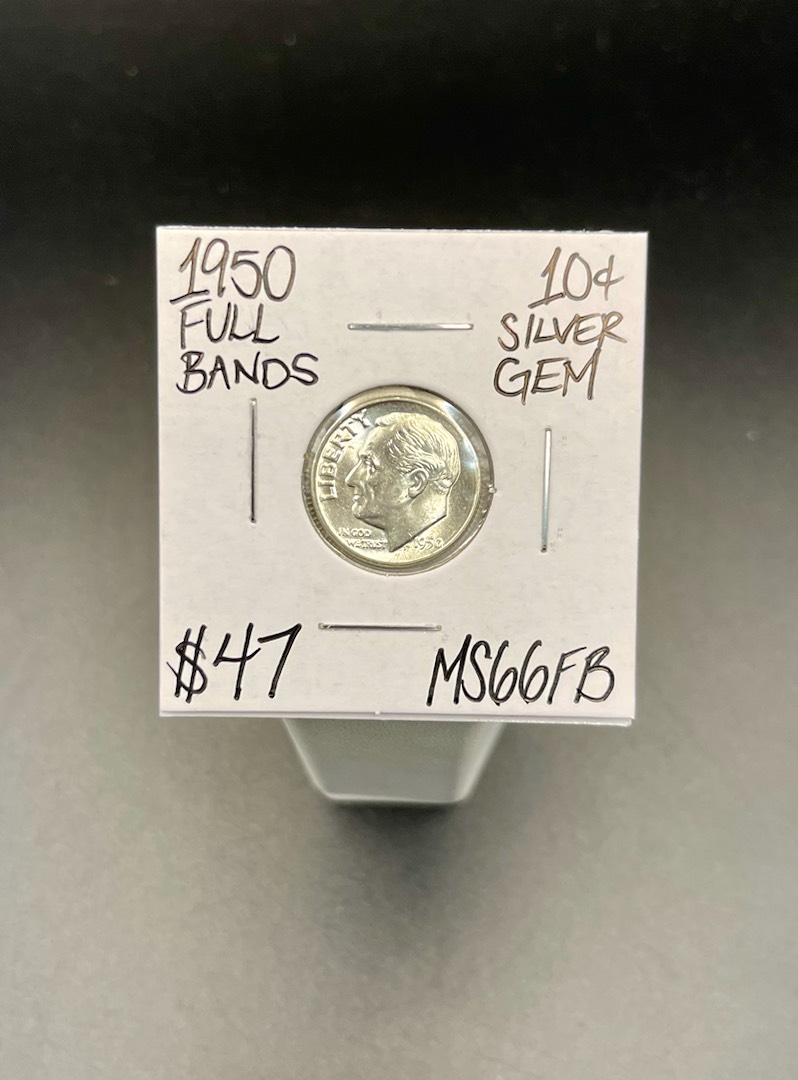 1950
FULL
BANDS
10¢
SILVER
GEM
LIBERTY
IN GOD
WE TRUST
1950
$47
MS66FB